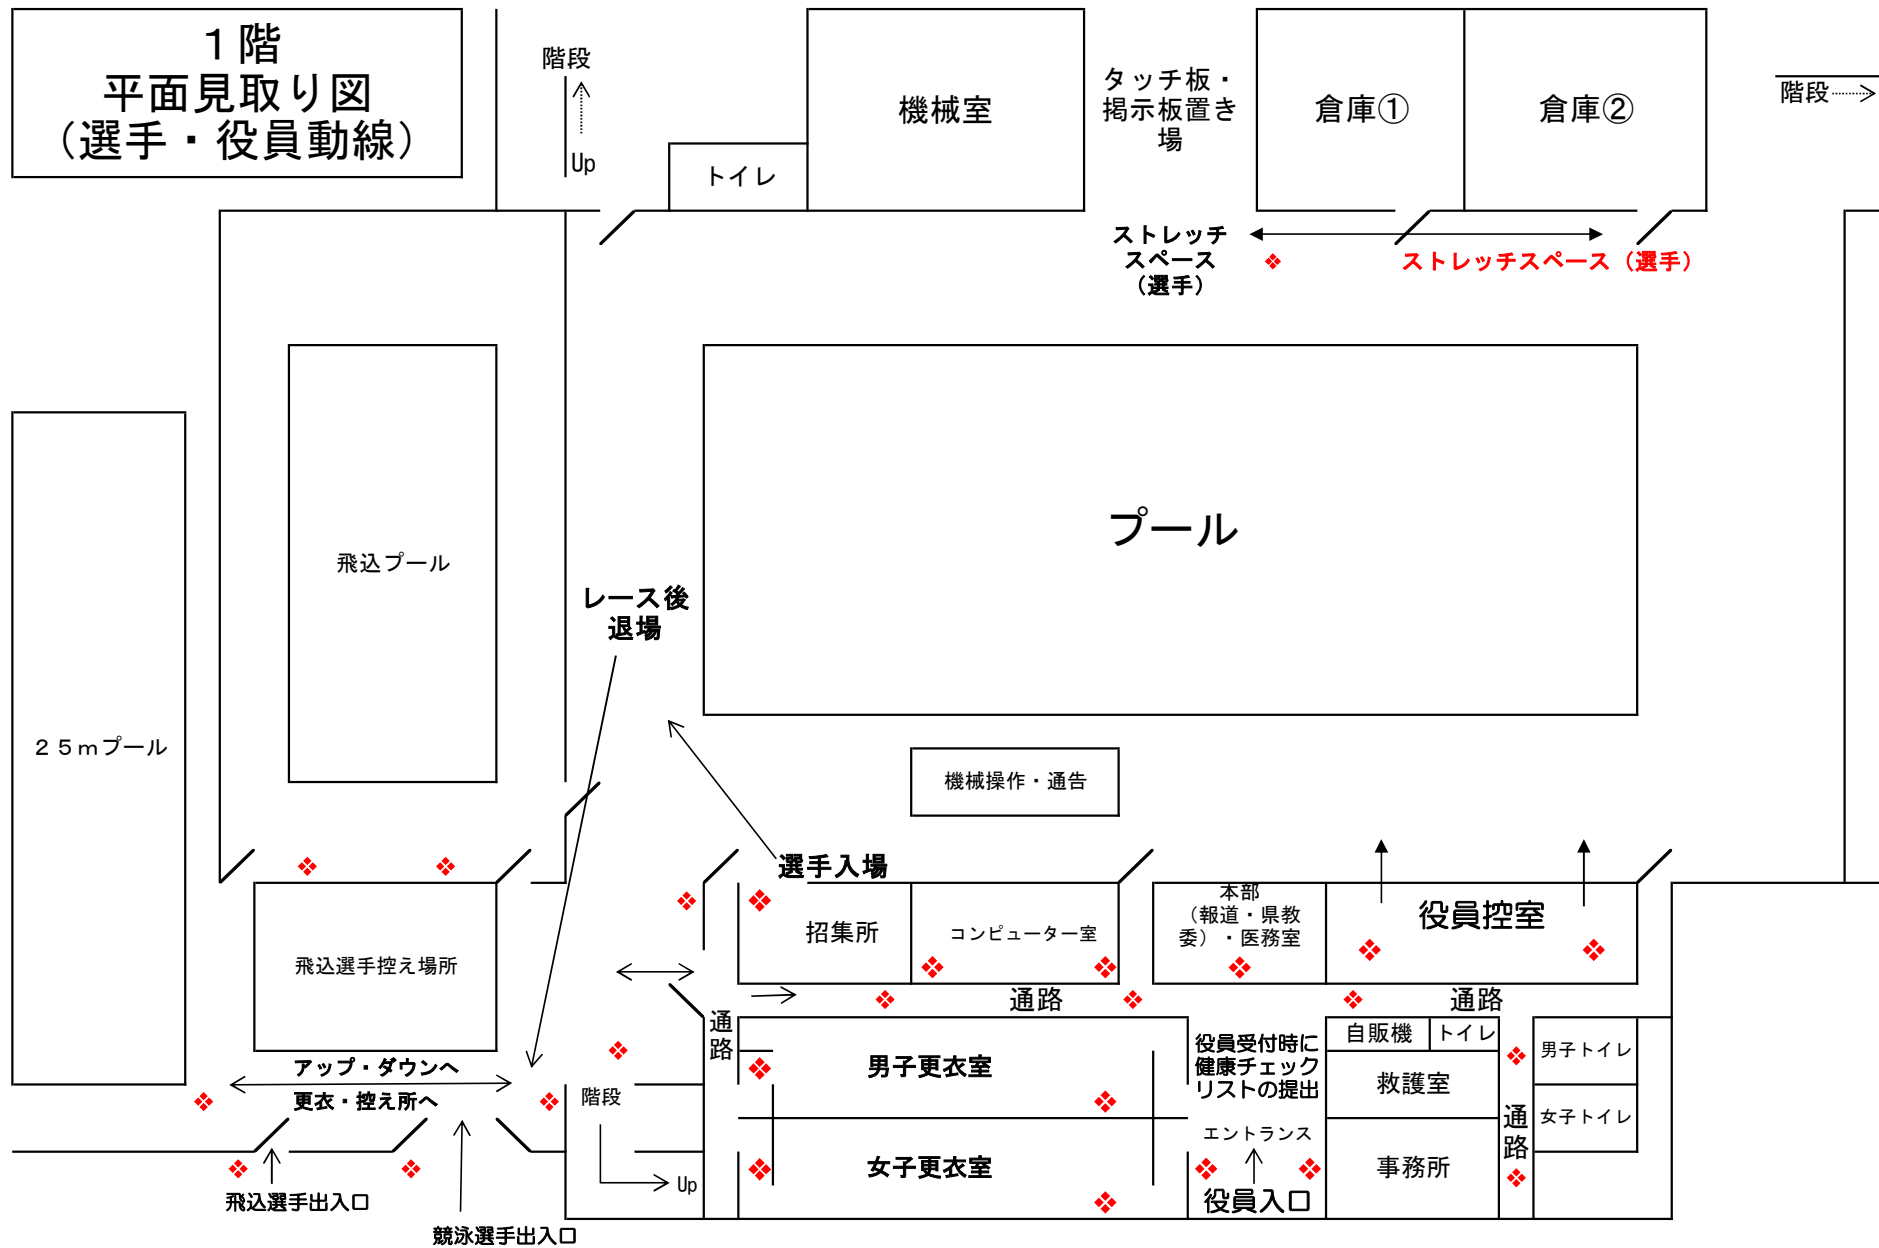 １階
平面見取り図
（選手・役員動線）
階段
Up
トイレ
機械室
タッチ板・
掲示板置き
場
倉庫①
倉庫②
階段
ストレッチ
スペース
（選手）
ストレッチスペース（選手）
プール
飛込プール
２５ｍプール
レース後
退場
機械操作・通告
選手入場
招集所
コンピューター室
本部
（報道・県教
委）・医務室
役員控室
飛込選手控え場所
通路
通路
通
路
自販機
トイレ
男子トイレ
男子更衣室
役員受付時に
健康チェック
リストの提出
救護室
アップ・ダウンへ
更衣・控え所へ
階段
Up
女子トイレ
通
路
エントランス
女子更衣室
事務所
役員入口
飛込選手出入口
競泳選手出入口